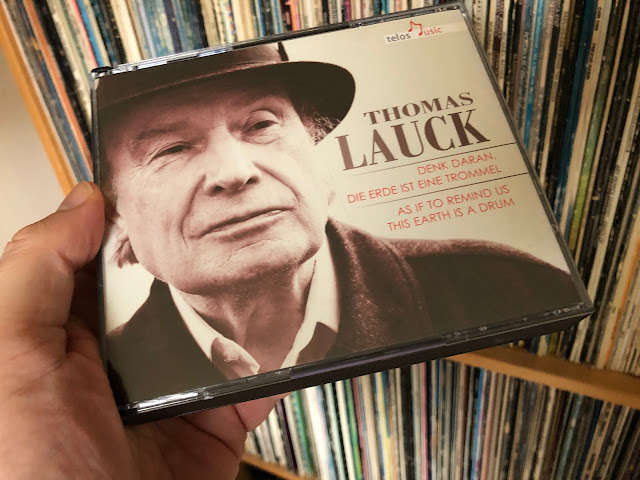 telos music
THOMAS
LAUCK
DENK DARAN,
DIE ERDE IST EINE TROMMEL
AS IF TO REMIND US
THIS EARTH IS A DRUM